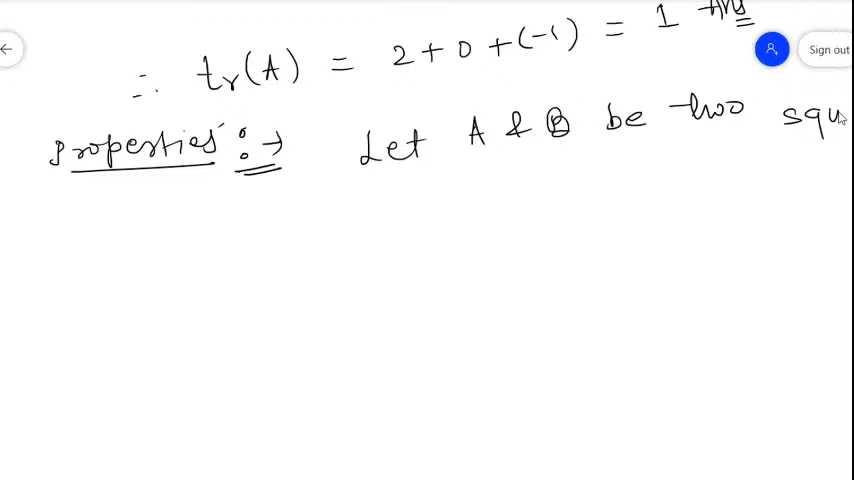 ∴ tr(A) = 2 + 0 + (-1) = 1 Ans
Sign out
Properties :→ Let A & B be two squ